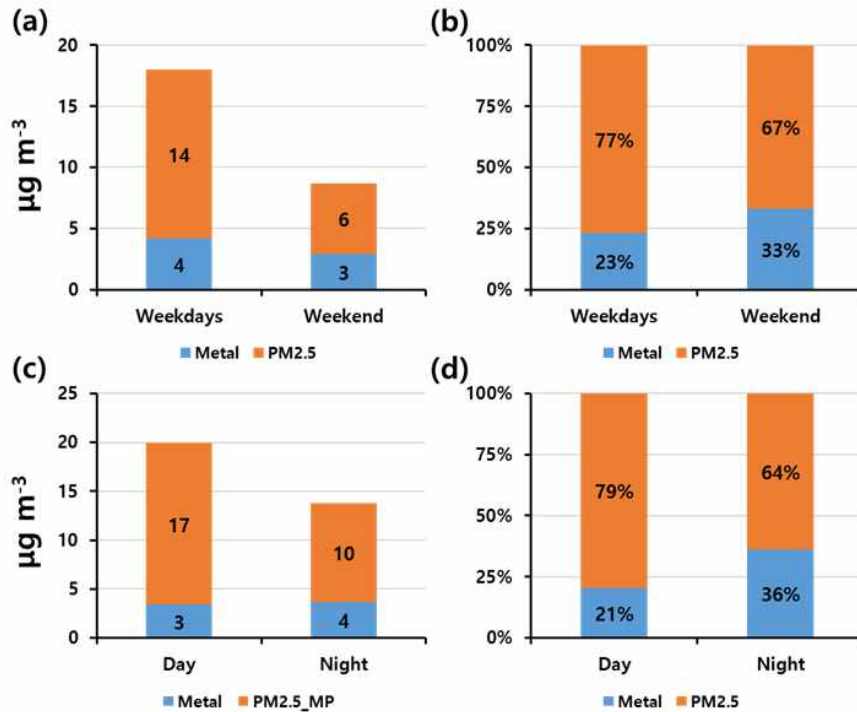 (a)
20
15
10
5
0
µg m-3
14
4
6
3
Weekdays Weekend
Metal PM2.5
(b)
100%
75%
50%
25%
0%
77%
23%
67%
33%
Weekdays Weekend
Metal PM2.5
(c)
25
20
15
10
5
0
µg m-3
17
3
10
4
Day Night
Metal PM2.5_MP
(d)
100%
75%
50%
25%
0%
79%
21%
64%
36%
Day Night
Metal PM2.5